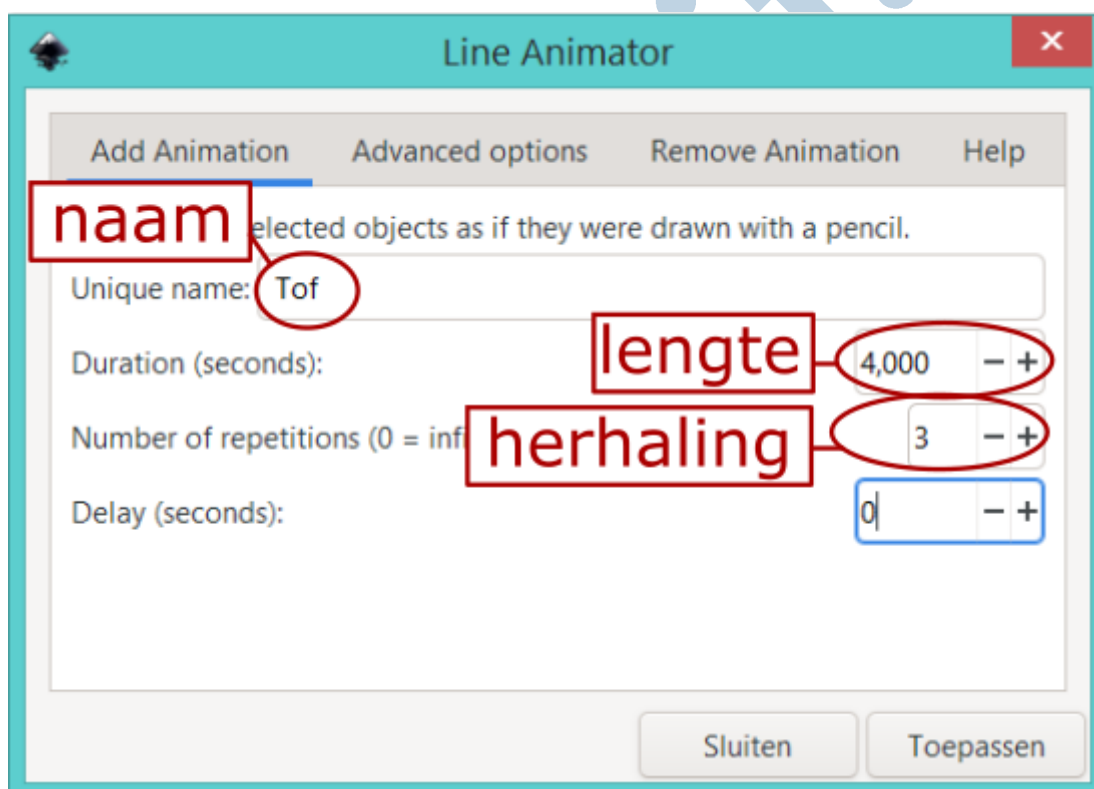 Line Animator
Add Animation Advanced options Remove Animation Help
naam
elected objects as if they were drawn with a pencil.
Unique name: Tof
lengte
Duration (seconds): 4,000 − +
herhaling
Number of repetitions (0 = infi 3 − +
Delay (seconds): 0 − +
Sluiten Toepassen